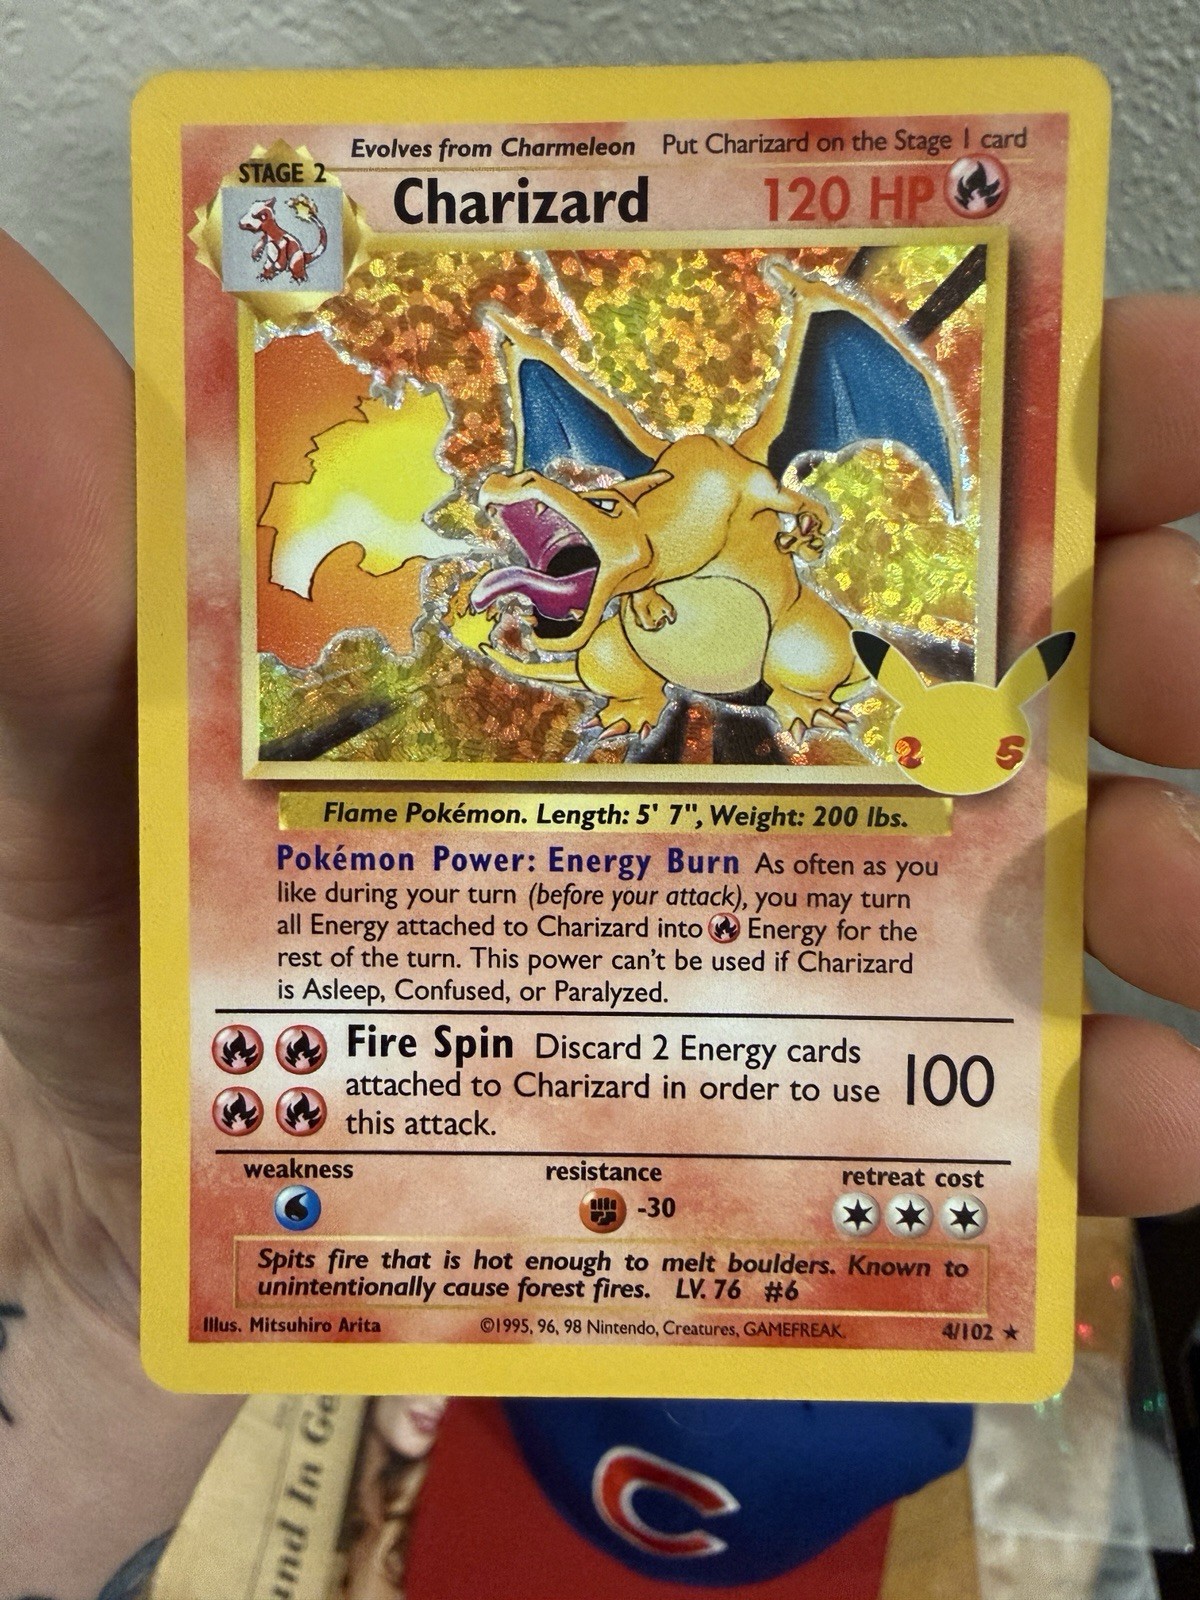 Evolves from Charmeleon Put Charizard on the Stage 1 card
STAGE 2
Charizard 120 HP
25
Flame Pokémon. Length: 5' 7", Weight: 200 lbs.
Pokémon Power: Energy Burn As often as you
like during your turn (before your attack), you may turn
all Energy attached to Charizard into Energy for the
rest of the turn. This power can't be used if Charizard
is Asleep, Confused, or Paralyzed.
Fire Spin Discard 2 Energy cards
attached to Charizard in order to use 100
this attack.
weakness resistance retreat cost
-30
Spits fire that is hot enough to melt boulders. Known to
unintentionally cause forest fires. LV. 76 #6
Illus. Mitsuhiro Arita ©1995, 96, 98 Nintendo, Creatures, GAMEFREAK. 4/102 ★
C
In